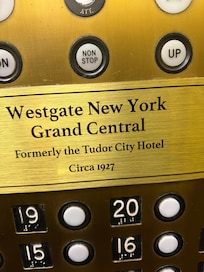 ATT.
NON
STOP
UP
Westgate New York
Grand Central
Formerly the Tudor City Hotel
Circa 1927
19 20
15 16